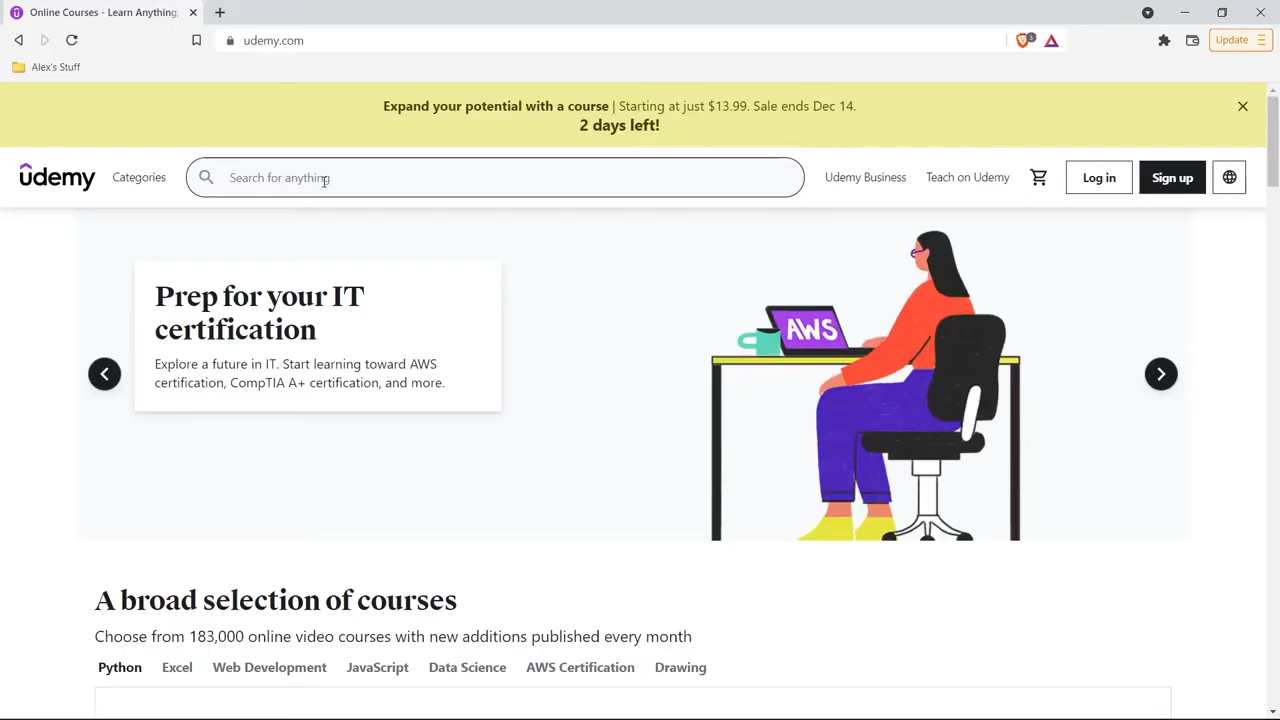 Online Courses - Learn Anything,
udemy.com
1
Update
Alex's Stuff
Expand your potential with a course | Starting at just $13.99. Sale ends Dec 14.
2 days left!
udemy
Categories
Search for anything
Udemy Business
Teach on Udemy
Log in
Sign up
Prep for your IT
certification
Explore a future in IT. Start learning toward AWS
certification, CompTIA A+ certification, and more.
AWS
A broad selection of courses
Choose from 183,000 online video courses with new additions published every month
Python
Excel
Web Development
JavaScript
Data Science
AWS Certification
Drawing